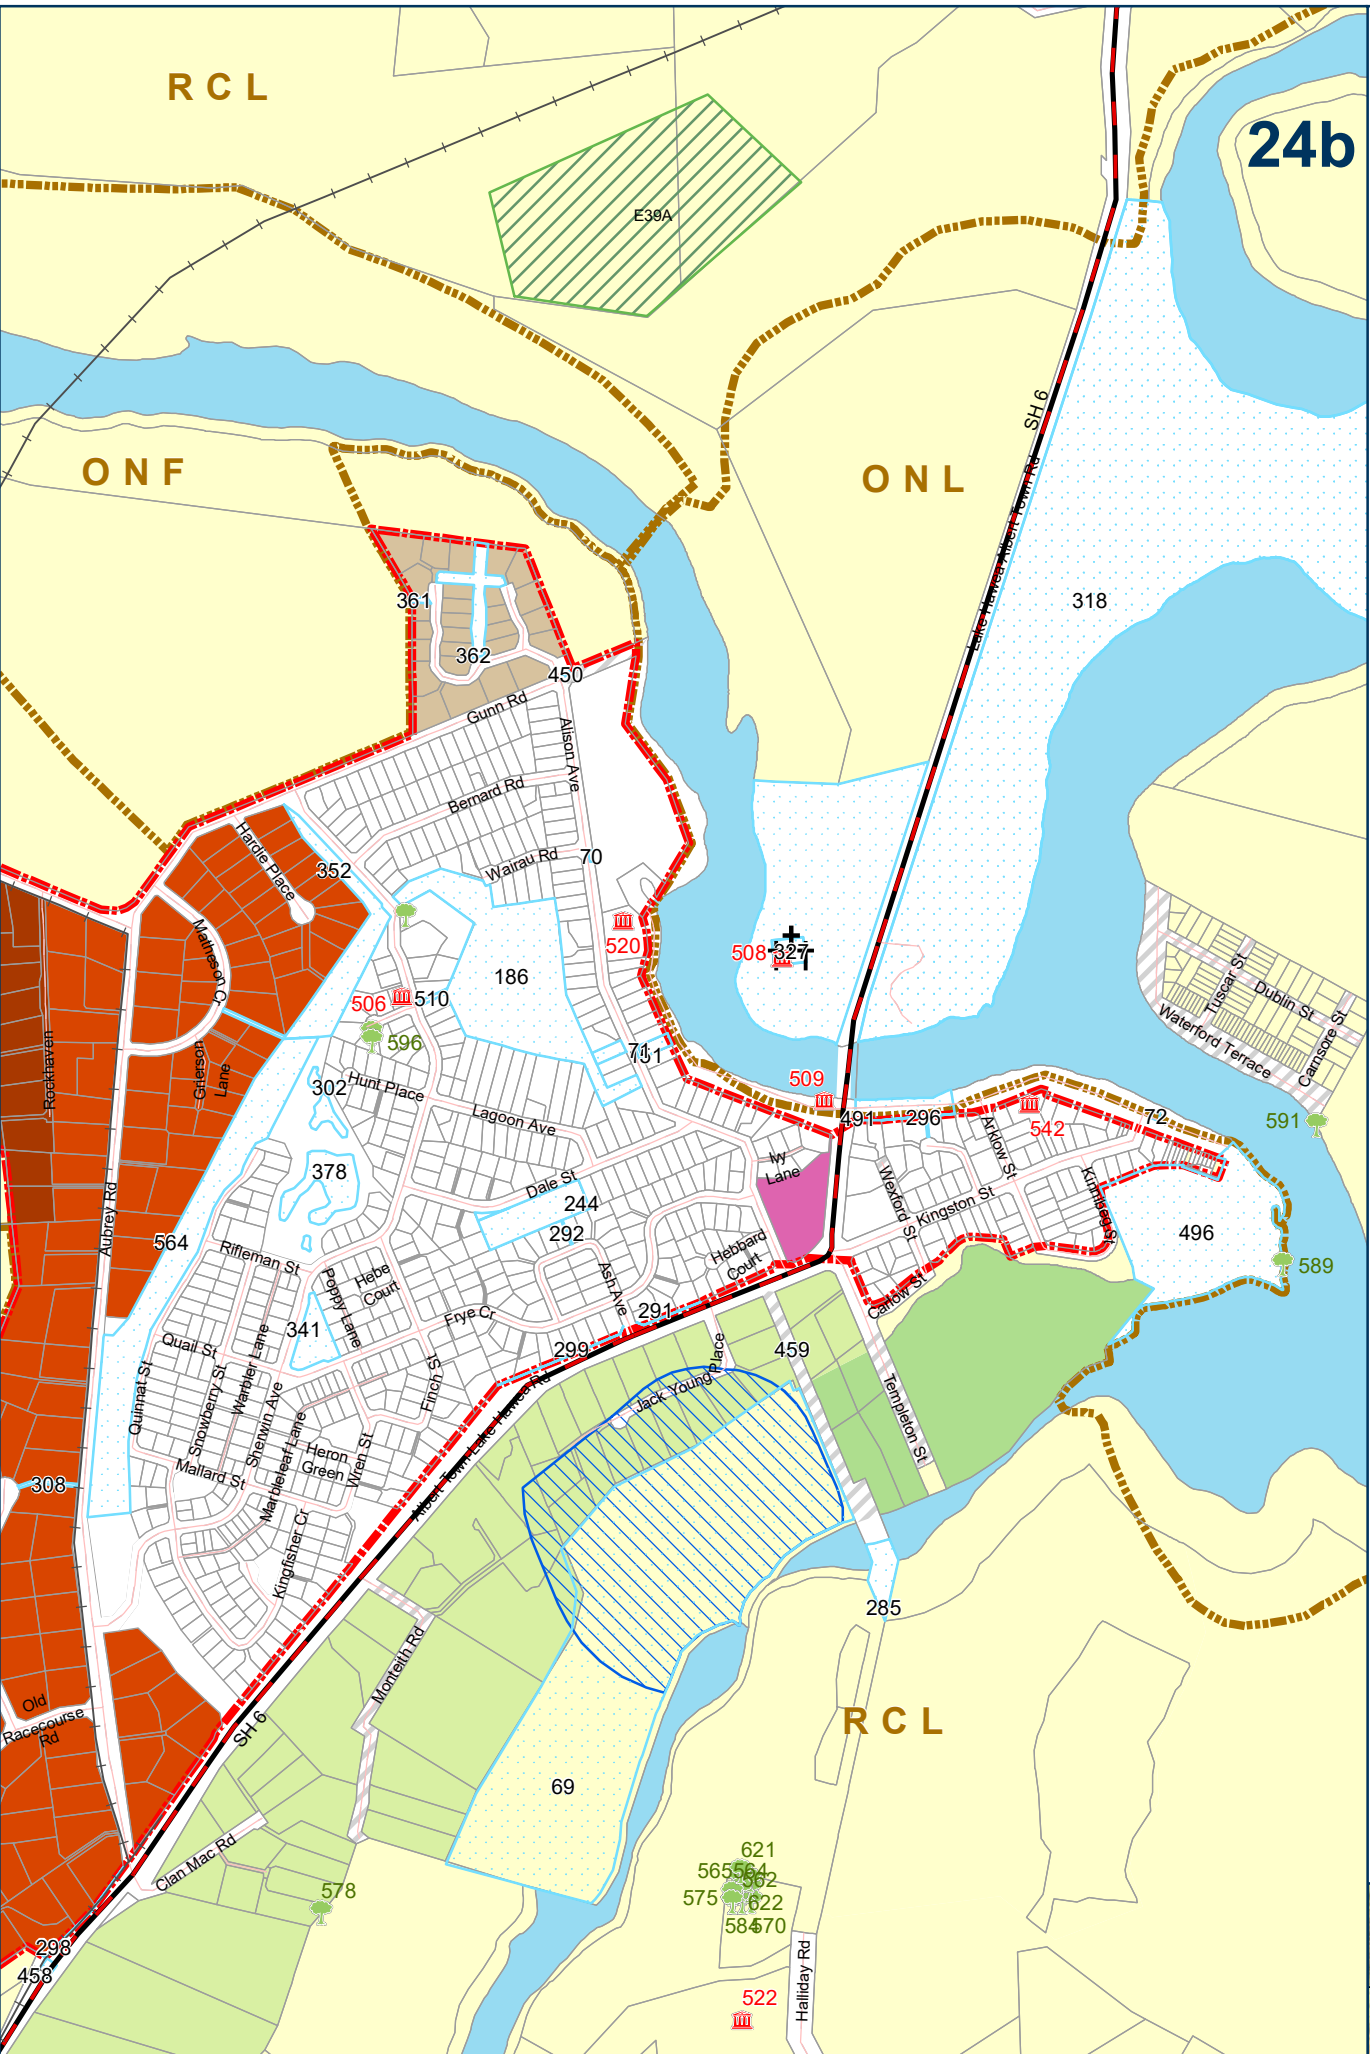 R C L
24b
E39A
SH 6
O N F
O N L
Lake Hawea-Albert Town Rd
318
361
362
450
Gunn Rd
Alison Ave
Bernard Rd
Hardie Place
352
Wairau Rd
70
Matheson Cr
520
508
327
186
506
510
596
Tuscar St
Dublin St
Waterford Terrace
Carnsore St
Rockhaven
Grierson
Lane
71
302
Hunt Place
Lagoon Ave
509
491
296
72
542
591
Arklow St
378
Ivy
Lane
Dale St
244
292
Wexford St
Kingston St
Kinnibeg St
496
589
Aubrey Rd
564
Rifleman St
Hebe
Court
Poppy Lane
Hebbard
Court
Ash Ave
Carlow St
341
Frye Cr
291
299
459
Quail St
Quinnat St
Snowberry St
Warbler Lane
Sherwin Ave
Finch St
Jack Young Place
Templeton St
Heron
Green
Wren St
Mallard St
Marbleleaf Lane
Albert Town-Lake Hawea Rd
308
Kingfisher Cr
285
Monteith Rd
Old
Racecourse
Rd
SH 6
R C L
69
Clan Mac Rd
578
621
565
564
562
575
622
584
570
298
458
522
Halliday Rd